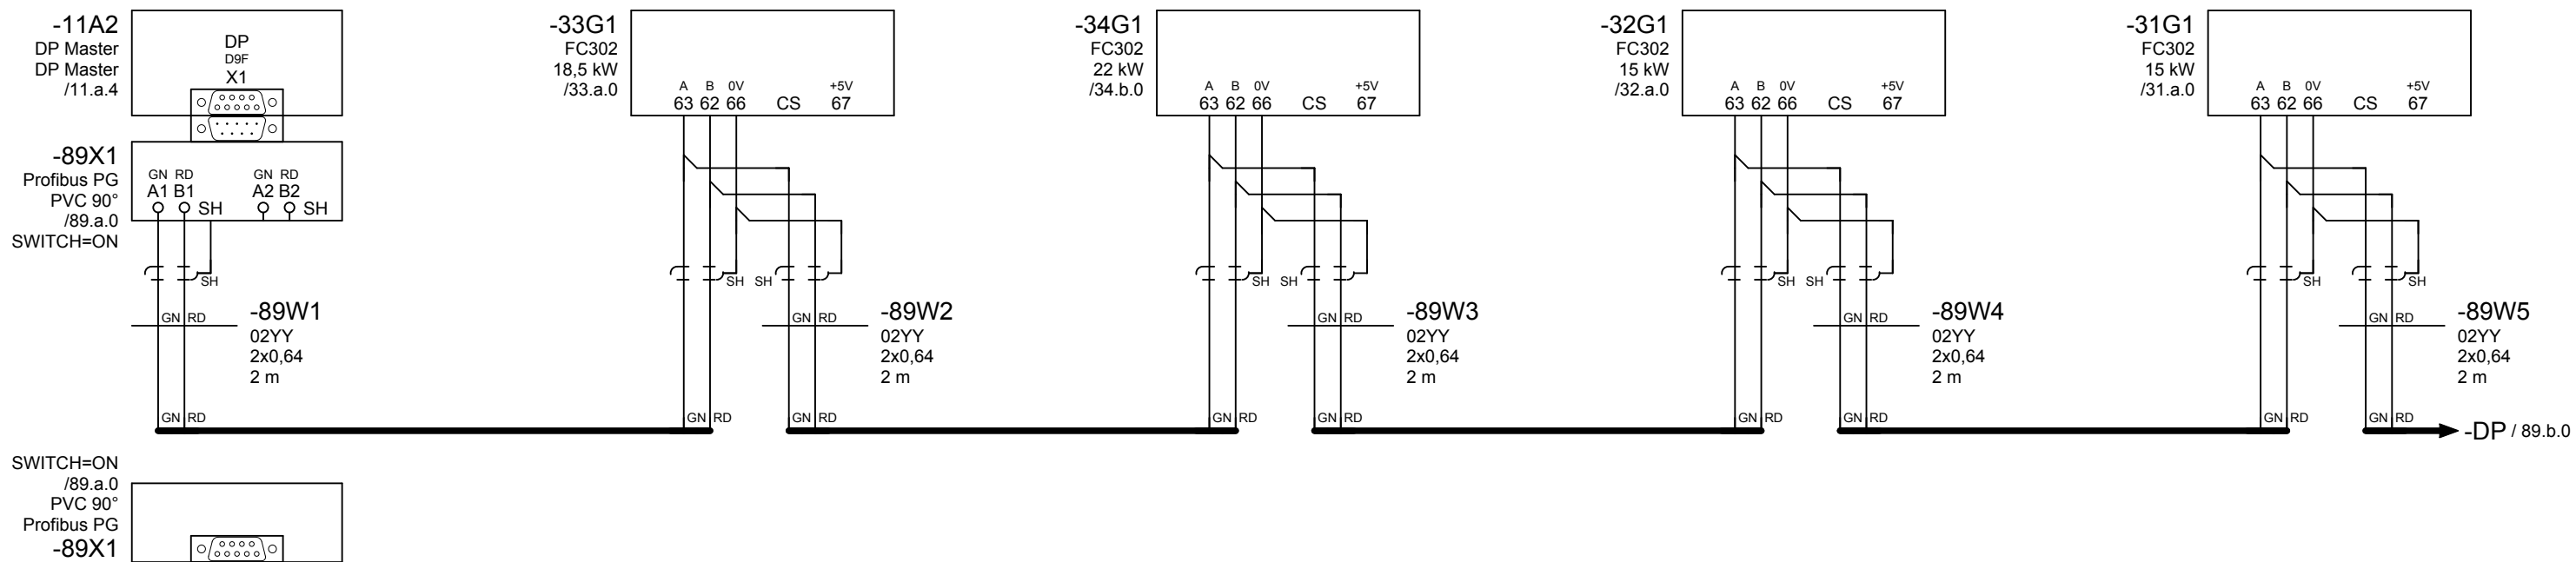 -11A2
DP Master
DP Master
/11.a.4
DP
D9F
X1
-89X1
Profibus PG
PVC 90°
/89.a.0
SWITCH=ON
GN RD GN RD
A1 B1 SH A2 B2 SH
SH
-33G1
FC302
18,5 kW
/33.a.0
A B 0V +5V
63 62 66 CS 67
SH SH
-34G1
FC302
22 kW
/34.b.0
A B 0V +5V
63 62 66 CS 67
SH SH
-32G1
FC302
15 kW
/32.a.0
A B 0V +5V
63 62 66 CS 67
SH SH
-31G1
FC302
15 kW
/31.a.0
A B 0V +5V
63 62 66 CS 67
SH SH
GN RD
-89W1
02YY
2x0,64
2 m
GN RD
GN RD
-89W2
02YY
2x0,64
2 m
GN RD GN RD
GN RD
-89W3
02YY
2x0,64
2 m
GN RD GN RD
GN RD
-89W4
02YY
2x0,64
2 m
GN RD GN RD
GN RD
-89W5
02YY
2x0,64
2 m
GN RD GN RD
-DP / 89.b.0
SWITCH=ON
/89.a.0
PVC 90°
Profibus PG
-89X1